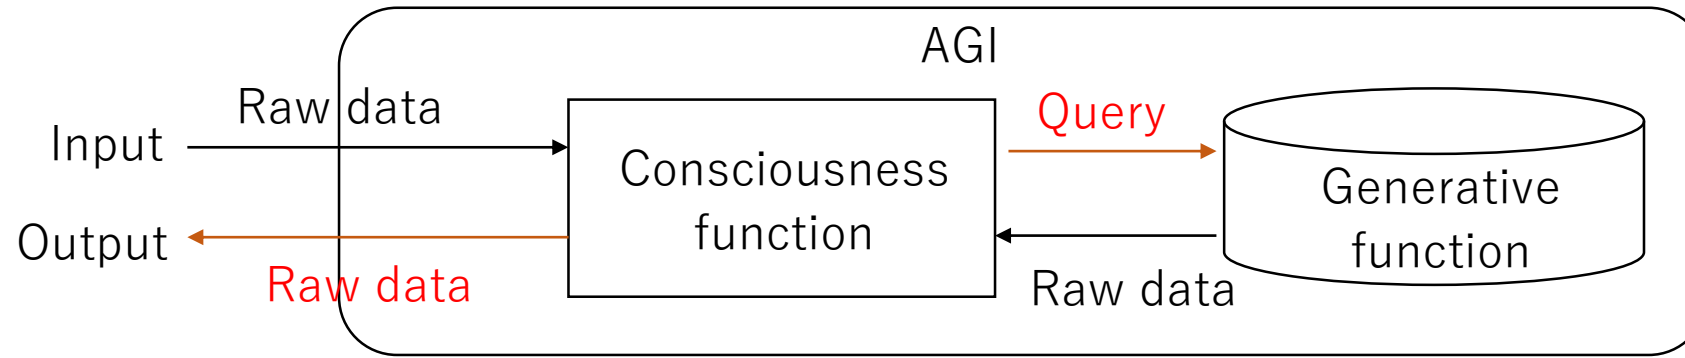 AGI
Raw data
Input
Query
Consciousness
function
Generative
function
Output
Raw data
Raw data